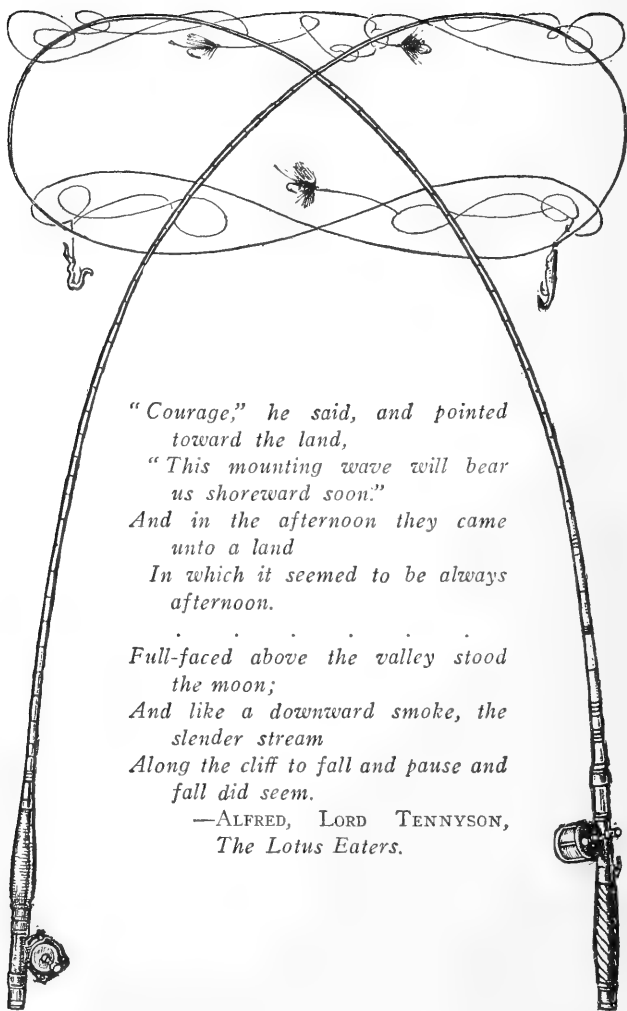 “Courage,” he said, and pointed
toward the land,
“This mounting wave will bear
us shoreward soon.”
And in the afternoon they came
unto a land
In which it seemed to be always
afternoon.
. . . . . .
Full-faced above the valley stood
the moon;
And like a downward smoke, the
slender stream
Along the cliff to fall and pause and
fall did seem.
—ALFRED, LORD TENNYSON,
The Lotus Eaters.